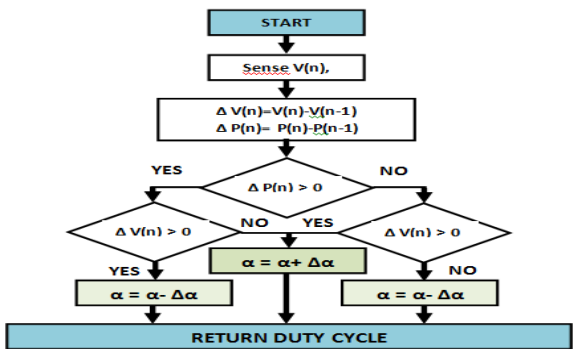 START
Sense V(n),
Δ V(n)=V(n)-V(n-1)
Δ P(n)= P(n)-P(n-1)
YES
NO
Δ P(n) > 0
Δ V(n) > 0
NO
YES
Δ V(n) > 0
α = α+ Δα
YES
NO
α = α- Δα
α = α- Δα
RETURN DUTY CYCLE